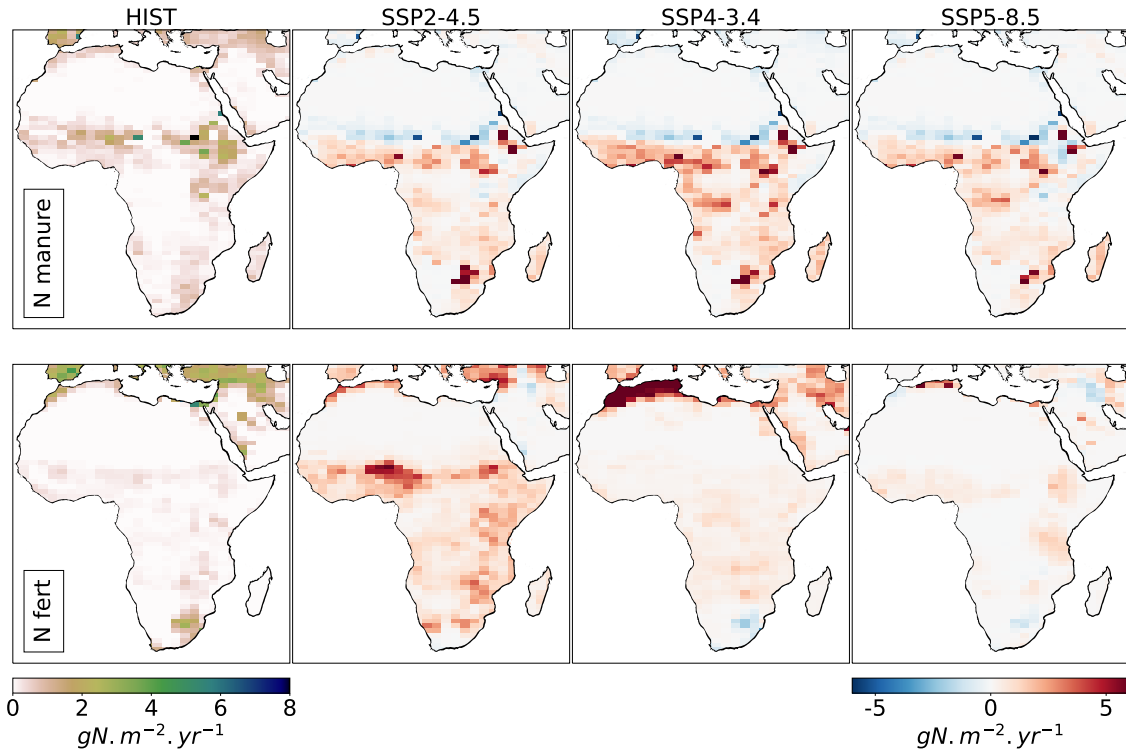 HIST SSP2-4.5 SSP4-3.4 SSP5-8.5
N manure
N fert
0 2 4 6 8 -5 0 5
gN.m⁻².yr⁻¹ gN.m⁻².yr⁻¹